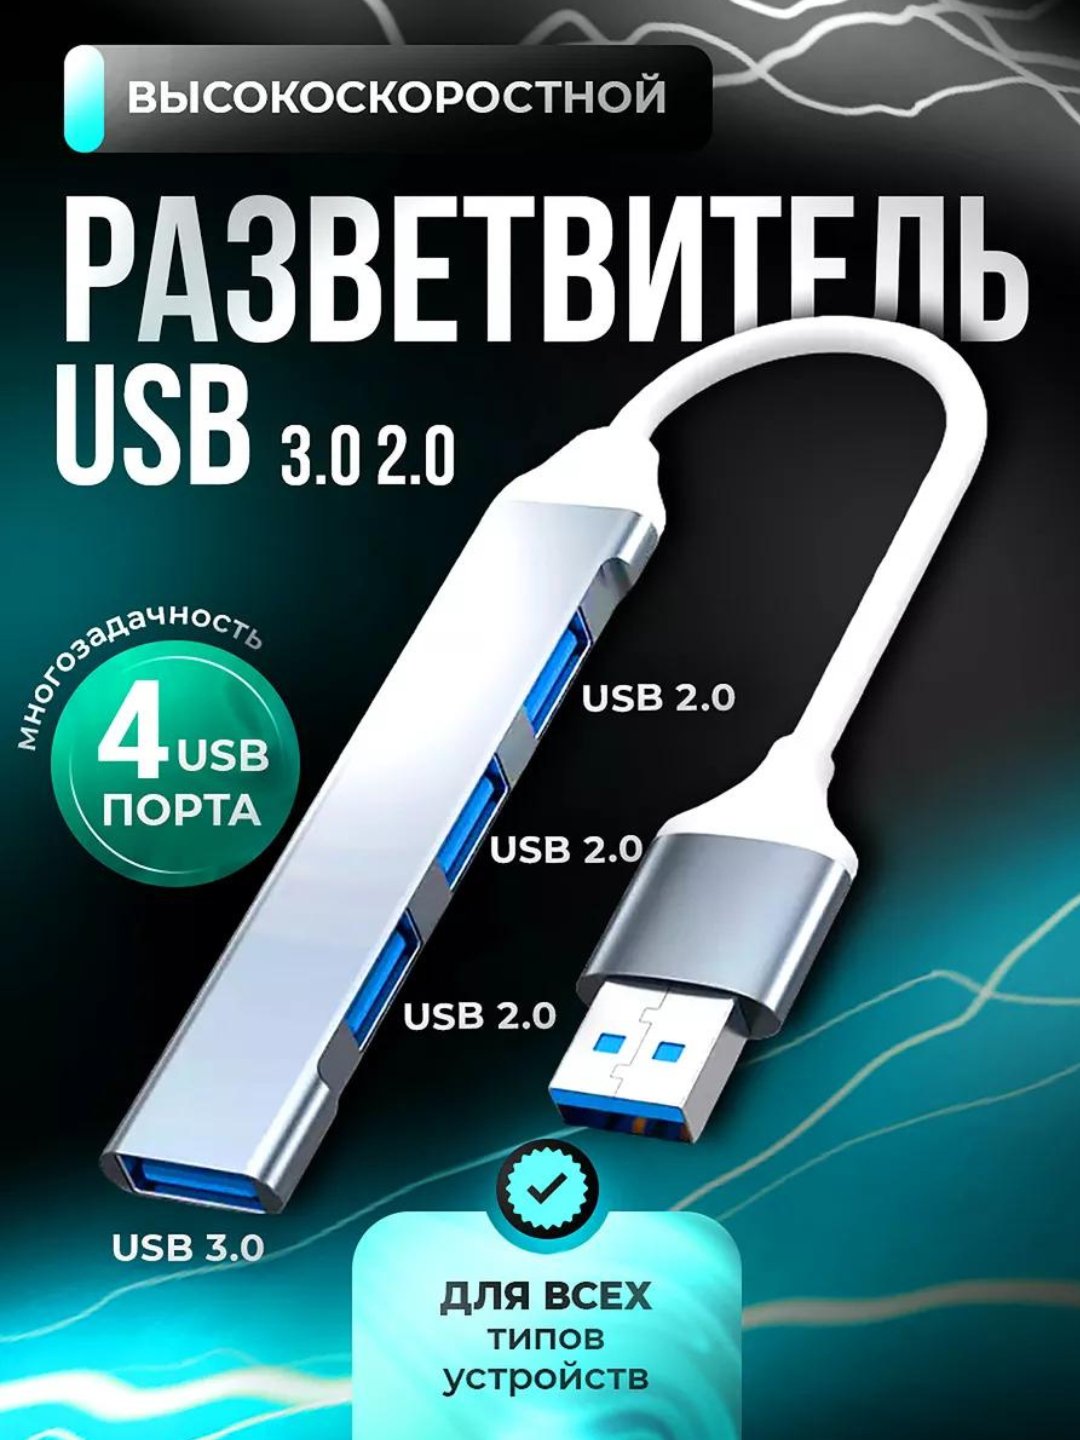 ВЫСОКОСКОРОСТНОЙ
РАЗВЕТВИТЕЛЬ
USB 3.0 2.0
многозадачность
4 USB
ПОРТА
USB 2.0
USB 2.0
USB 2.0
USB 3.0
ДЛЯ ВСЕХ
типов
устройств